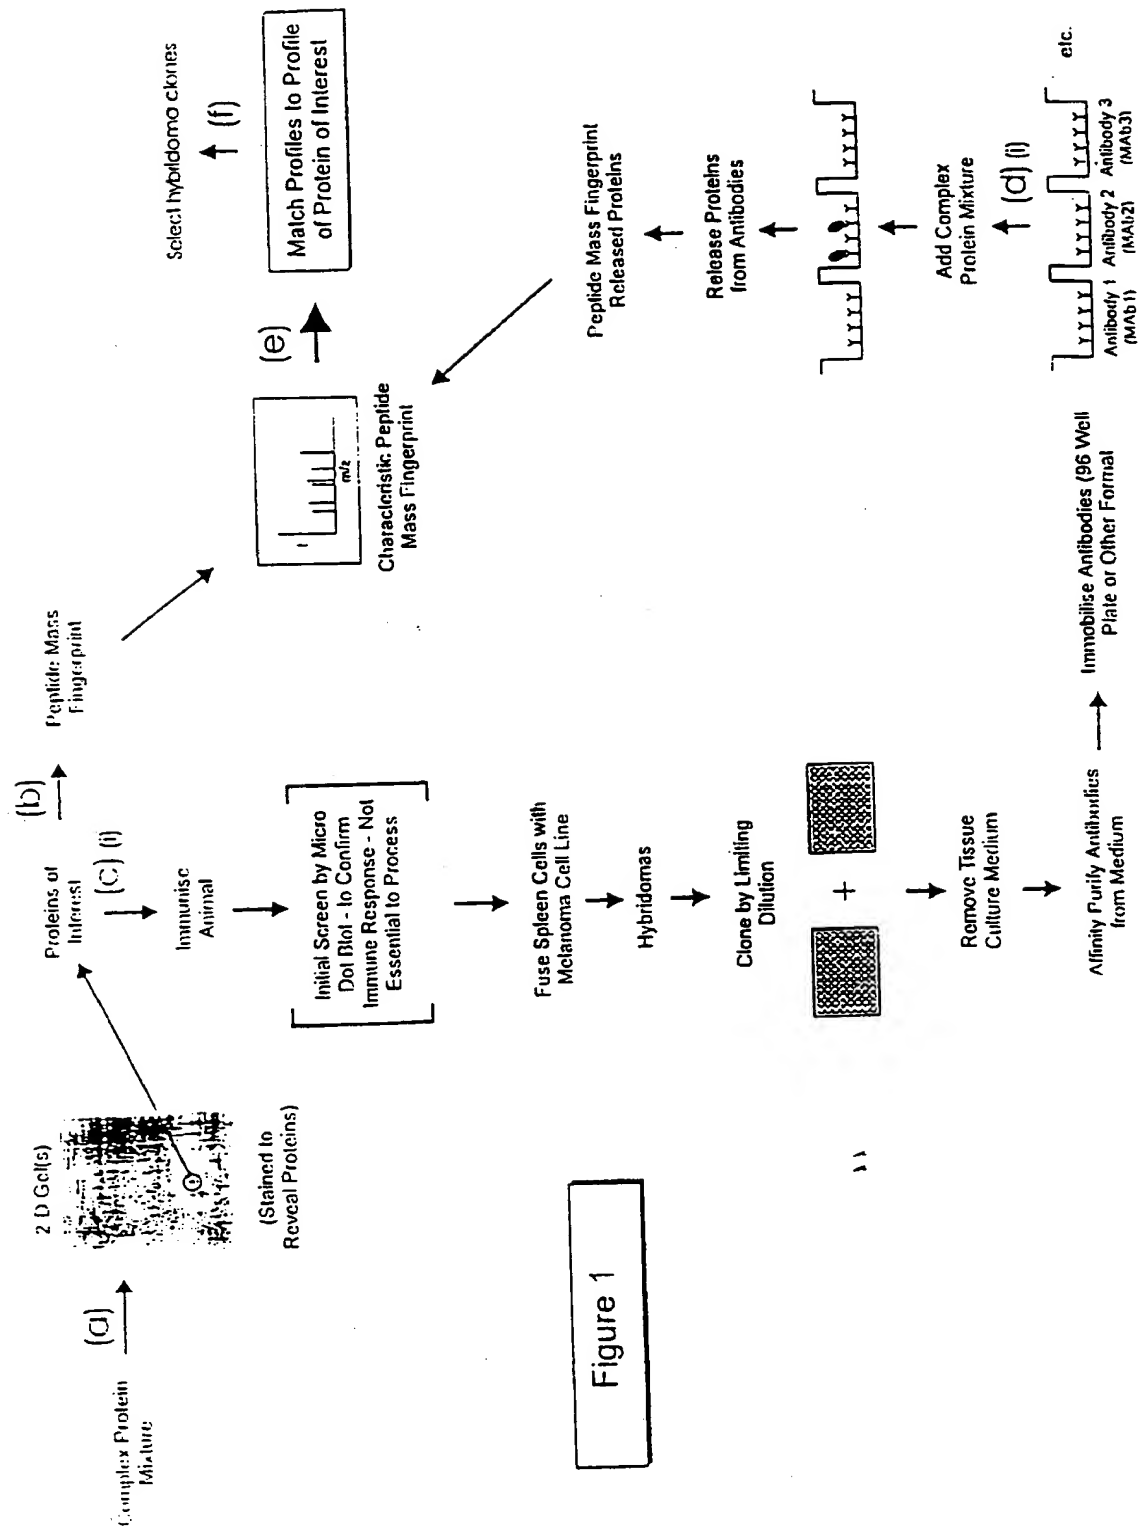 Complex Protein
Mixture
(a)
2 D Gel(s)
(Stained to
Reveal Proteins)
Proteins of
Interest
(b)
Peptide Mass
Fingerprint
(c) (i)
Immunise
Animal
Initial Screen by Micro
Dot Blot - to Confirm
Immune Response - Not
Essential to Process
Fuse Spleen Cells with
Melanoma Cell Line
Hybridomas
Clone by Limiting
Dilution
+
Remove Tissue
Culture Medium
Affinity Purify Antibodies
from Medium
Immobilise Antibodies (96 Well
Plate or Other Format
Antibody 1
(MAb1)
Antibody 2
(MAb2)
Antibody 3
(MAb3)
etc.
(d) (i)
Add Complex
Protein Mixture
Release Proteins
from Antibodies
Peptide Mass Fingerprint
Released Proteins
m/z
Characteristic Peptide
Mass Fingerprint
(e)
Match Profiles to Profile
of Protein of Interest
(f)
Select hybridoma clones
Figure 1